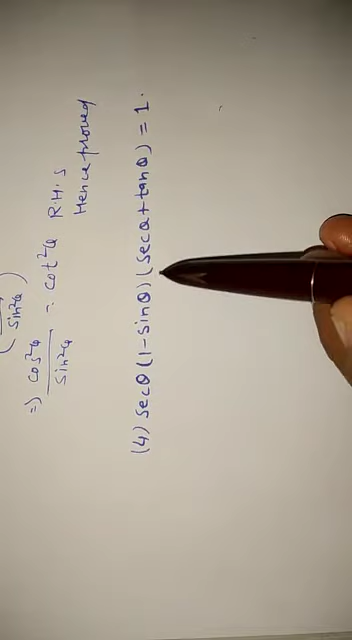 sin²θ )
=> cos²θ / sin²θ = cot²θ R.H.S
Hence proved
(4) secθ (1-sinθ) (secθ + tanθ) = 1.